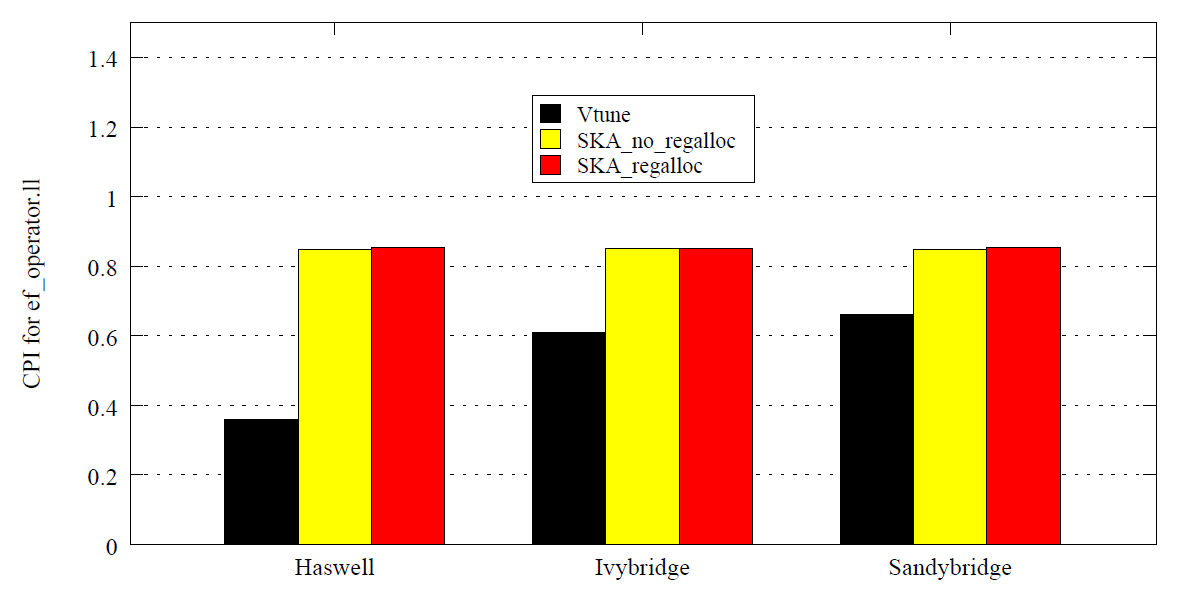 CPI for ef_operator.ll
1.4
1.2
1
0.8
0.6
0.4
0.2
0
Vtune
SKA_no_regalloc
SKA_regalloc
Haswell
Ivybridge
Sandybridge